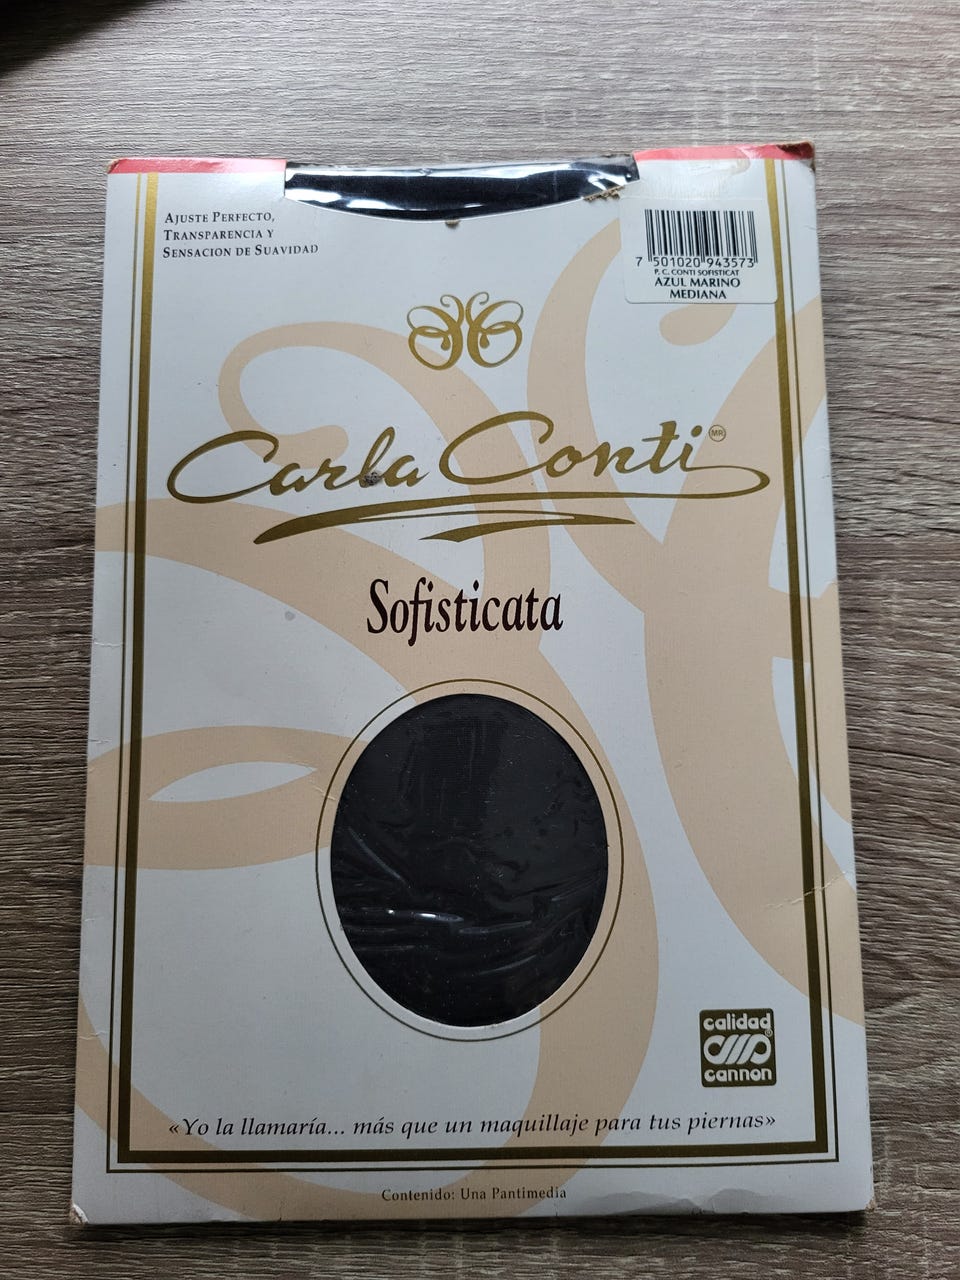 AJUSTE PERFECTO,
TRANSPARENCIA Y
SENSACION DE SUAVIDAD
7 501020 943573
P. C. CONTI SOFISTICAT
AZUL MARINO
MEDIANA
Carla Conti MR
Sofisticata
calidad
®
cannon
«Yo la llamaría... más que un maquillaje para tus piernas»
Contenido: Una Pantimedia